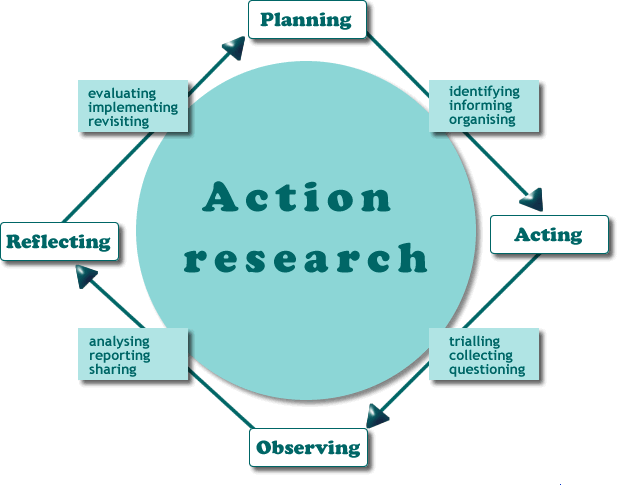 Planning
evaluating
implementing
revisiting
identifying
informing
organising
Action
research
Reflecting
Acting
analysing
reporting
sharing
trialling
collecting
questioning
Observing